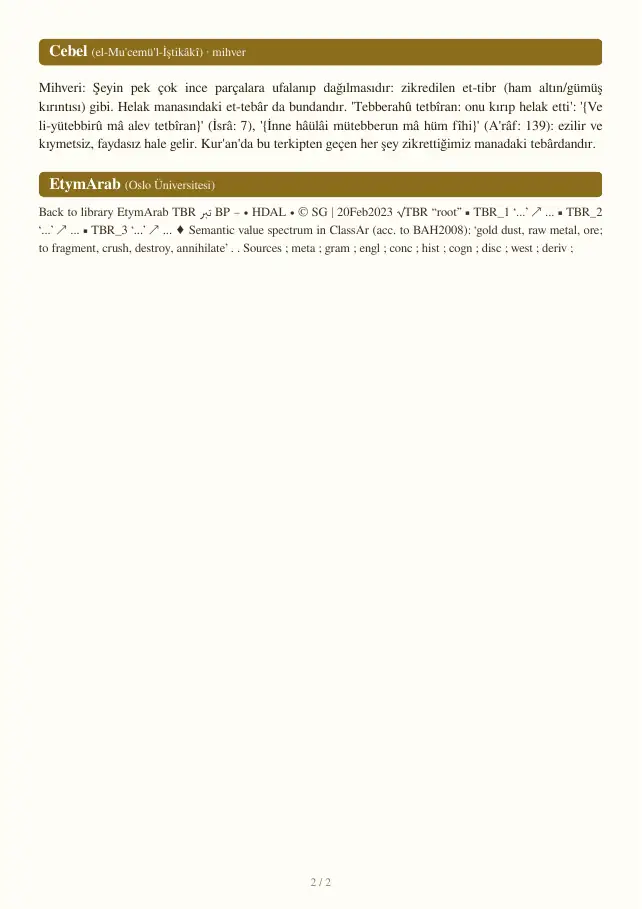 Cebel (el-Mu'cemü'l-İştikâkî) · mihver
Mihveri: Şeyin pek çok ince parçalara ufalanıp dağılmasıdır: zikredilen et-tibr (ham altın/gümüş
kırıntısı) gibi. Helak manasındaki et-tebâr da bundandır. 'Tebberahû tetbîran: onu kırıp helak etti': '{Ve
li-yütebbirû mâ alev tetbîran}' (İsrâ: 7), '{İnne hâülâi mütebberun mâ hüm fîhi}' (A'râf: 139): ezilir ve
kıymetsiz, faydasız hale gelir. Kur'an'da bu terkipten geçen her şey zikrettiğimiz manadaki tebârdandır.
EtymArab (Oslo Üniversitesi)
Back to library EtymArab TBR تبر BP – • HDAL • © SG | 20Feb2023 √TBR “root” ▪ TBR_1 ‘...’ ↗ ... ▪ TBR_2
‘...’ ↗ ... ▪ TBR_3 ‘...’ ↗ ... ♦ Semantic value spectrum in ClassAr (acc. to BAH2008): ‘gold dust, raw metal, ore;
to fragment, crush, destroy, annihilate’ . . Sources ; meta ; gram ; engl ; conc ; hist ; cogn ; disc ; west ; deriv ;
2 / 2